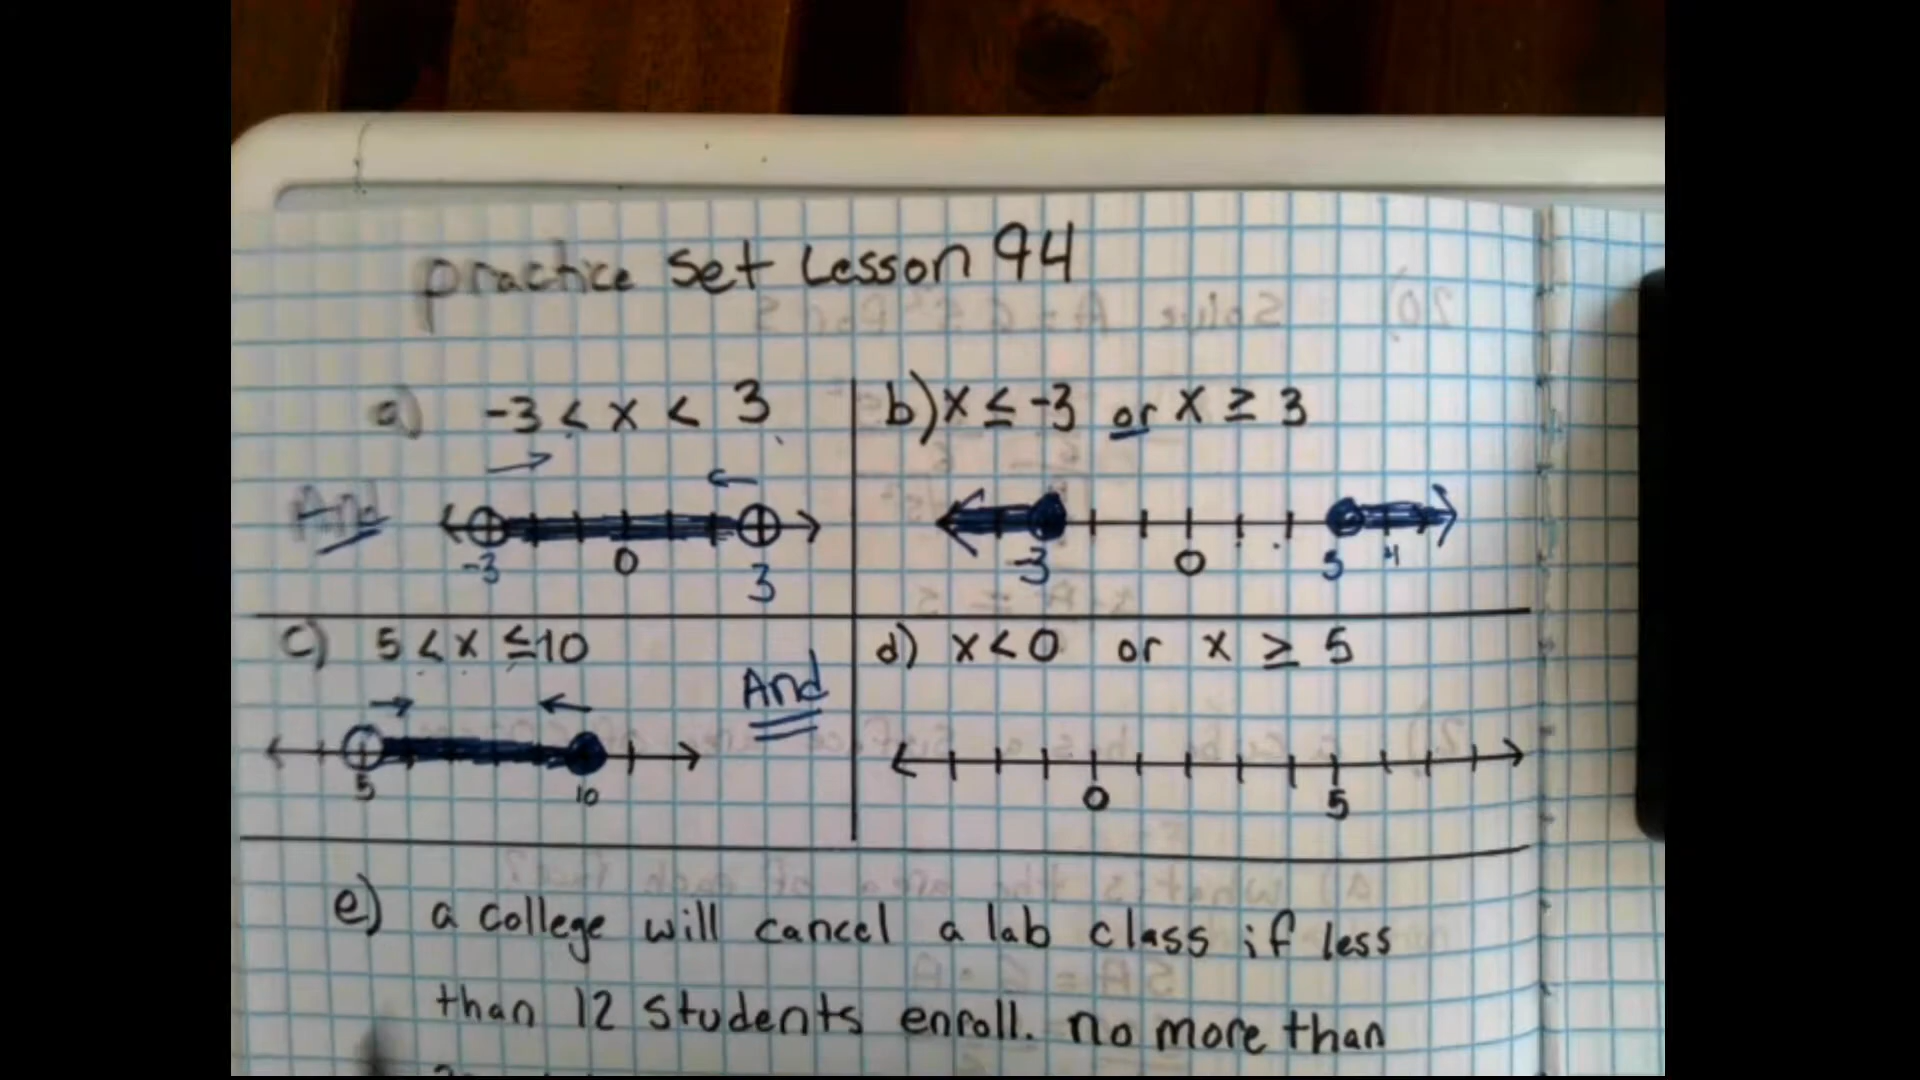 practice set Lesson 94
a) -3 < x < 3
And
-3 0 3
b) x ≤ -3 or x ≥ 3
-3 0 3 4
c) 5 < x ≤ 10
And
5 10
d) x < 0 or x ≥ 5
0 5
e) a college will cancel a lab class if less
than 12 students enroll. no more than